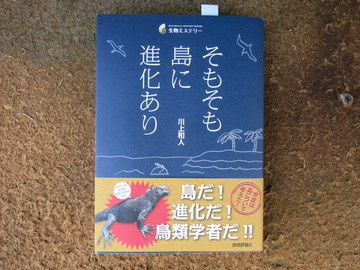 生物ミステリー
そもそも
島に
進化あり
川上和人
島だ!
進化だ!
鳥類学者だ!!
技術評論社